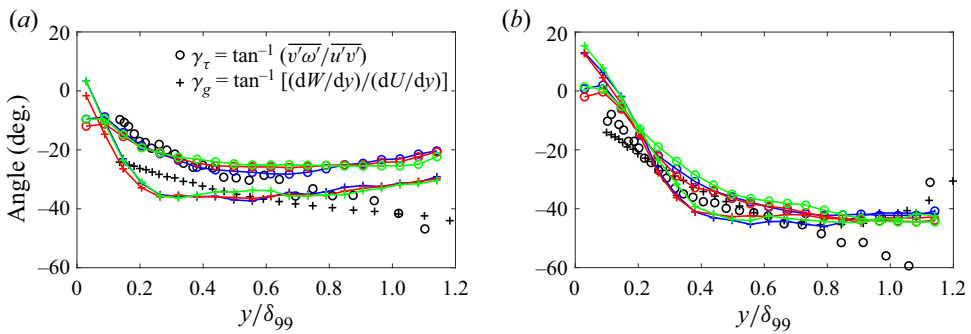 (a)
(b)
20
0
−20
−40
−60
Angle (deg.)
γτ = tan−1 (v′ω′/u′v′)
γg = tan−1 [(dW/dy)/(dU/dy)]
0 0.2 0.4 0.6 0.8 1.0 1.2
y/δ99
20
0
−20
−40
−60
0 0.2 0.4 0.6 0.8 1.0 1.2
y/δ99